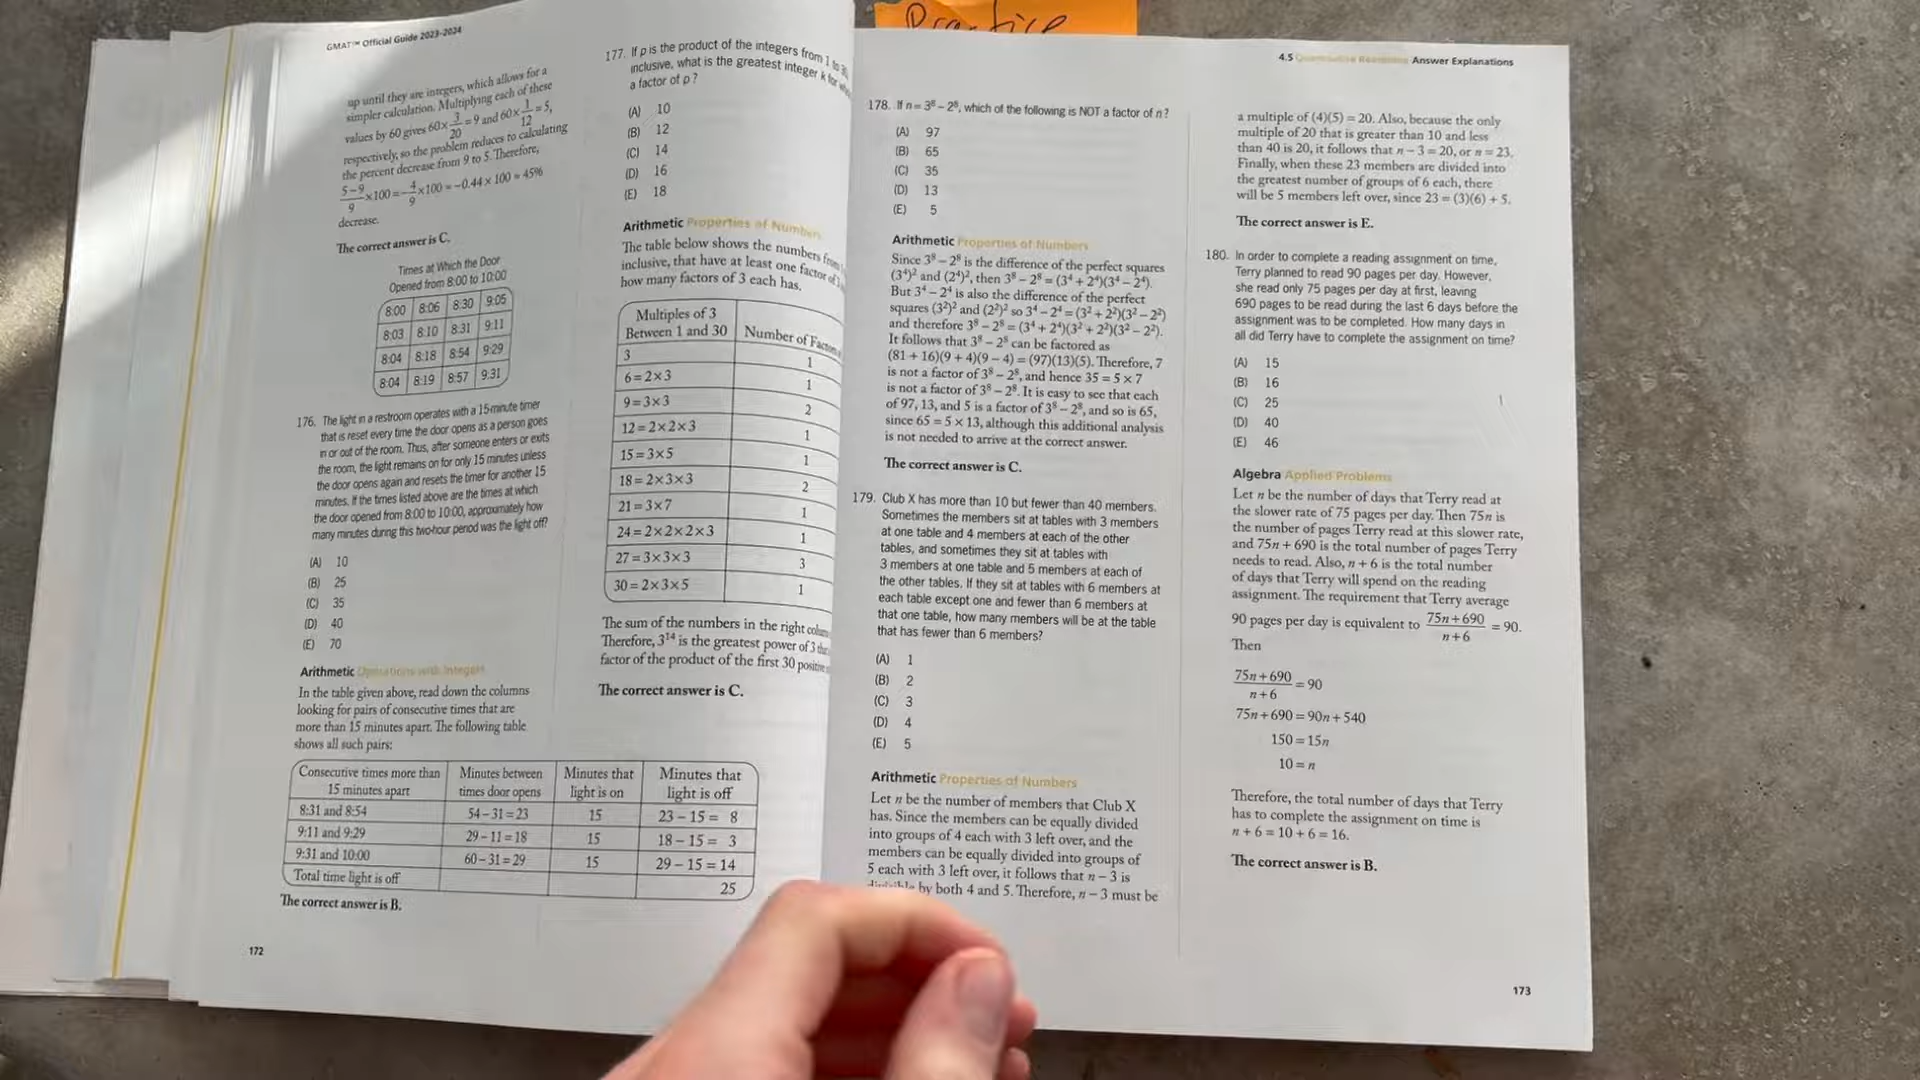 Practice
GMAT™ Official Guide 2023-2024
up until they are integers, which allows for a
simpler calculation. Multiplying each of these
values by 60 gives 60 × 3/20 = 9 and 60 × 1/12 = 5,
respectively, so the problem reduces to calculating
the percent decrease from 9 to 5. Therefore,
5 – 9/9 × 100 = – 4/9 × 100 ≈ –0.44 × 100 ≈ 45%
decrease.
The correct answer is C.
Times at Which the Door
Opened from 8:00 to 10:00
8:00 8:06 8:30 9:05
8:03 8:10 8:31 9:11
8:04 8:18 8:54 9:29
8:04 8:19 8:57 9:31
176. The light in a restroom operates with a 15-minute timer
that is reset every time the door opens as a person goes
in or out of the room. Thus, after someone enters or exits
the room, the light remains on for only 15 minutes unless
the door opens again and resets the timer for another 15
minutes. If the times listed above are the times at which
the door opened from 8:00 to 10:00, approximately how
many minutes during this two-hour period was the light off?
(A) 10
(B) 25
(C) 35
(D) 40
(E) 70
Arithmetic Operations with Integers
In the table given above, read down the columns
looking for pairs of consecutive times that are
more than 15 minutes apart. The following table
shows all such pairs:
Consecutive times more than 15 minutes apart Minutes between times door opens Minutes that light is on Minutes that light is off
8:31 and 8:54 54 – 31 = 23 15 23 – 15 = 8
9:11 and 9:29 29 – 11 = 18 15 18 – 15 = 3
9:31 and 10:00 60 – 31 = 29 15 29 – 15 = 14
Total time light is off 25
The correct answer is B.
172
177. If p is the product of the integers from 1 to 30,
inclusive, what is the greatest integer k for
a factor of p?
(A) 10
(B) 12
(C) 14
(D) 16
(E) 18
Arithmetic Properties of Numbers
The table below shows the numbers from
inclusive, that have at least one factor of
how many factors of 3 each has.
Multiples of 3 Between 1 and 30 Number of Factors
3 1
6 = 2 × 3 1
9 = 3 × 3 2
12 = 2 × 2 × 3 1
15 = 3 × 5 1
18 = 2 × 3 × 3 2
21 = 3 × 7 1
24 = 2 × 2 × 2 × 3 1
27 = 3 × 3 × 3 3
30 = 2 × 3 × 5 1
The sum of the numbers in the right
Therefore, 3¹⁴ is the greatest power of 3
factor of the product of the first 30
The correct answer is C.
4.5 Quantitative Reasoning Answer Explanations
178. If n = 3⁸ – 2⁸, which of the following is NOT a factor of n?
(A) 97
(B) 65
(C) 35
(D) 13
(E) 5
Arithmetic Properties of Numbers
Since 3⁸ – 2⁸ is the difference of the perfect squares
(3⁴)² and (2⁴)², then 3⁸ – 2⁸ = (3⁴ + 2⁴)(3⁴ – 2⁴).
But 3⁴ – 2⁴ is also the difference of the perfect
squares (3²)² and (2²)² so 3⁴ – 2⁴ = (3² + 2²)(3² – 2²)
and therefore 3⁸ – 2⁸ = (3⁴ + 2⁴)(3² + 2²)(3² – 2²).
It follows that 3⁸ – 2⁸ can be factored as
(81 + 16)(9 + 4)(9 – 4) = (97)(13)(5). Therefore, 7
is not a factor of 3⁸ – 2⁸, and hence 35 = 5 × 7
is not a factor of 3⁸ – 2⁸. It is easy to see that each
of 97, 13, and 5 is a factor of 3⁸ – 2⁸, and so is 65,
since 65 = 5 × 13, although this additional analysis
is not needed to arrive at the correct answer.
The correct answer is C.
179. Club X has more than 10 but fewer than 40 members.
Sometimes the members sit at tables with 3 members
at one table and 4 members at each of the other
tables, and sometimes they sit at tables with
3 members at one table and 5 members at each of
the other tables. If they sit at tables with 6 members at
each table except one and fewer than 6 members at
that one table, how many members will be at the table
that has fewer than 6 members?
(A) 1
(B) 2
(C) 3
(D) 4
(E) 5
Arithmetic Properties of Numbers
Let n be the number of members that Club X
has. Since the members can be equally divided
into groups of 4 each with 3 left over, and the
members can be equally divided into groups of
5 each with 3 left over, it follows that n – 3 is
divisible by both 4 and 5. Therefore, n – 3 must be
a multiple of (4)(5) = 20. Also, because the only
multiple of 20 that is greater than 10 and less
than 40 is 20, it follows that n – 3 = 20, or n = 23.
Finally, when these 23 members are divided into
the greatest number of groups of 6 each, there
will be 5 members left over, since 23 = (3)(6) + 5.
The correct answer is E.
180. In order to complete a reading assignment on time,
Terry planned to read 90 pages per day. However,
she read only 75 pages per day at first, leaving
690 pages to be read during the last 6 days before the
assignment was to be completed. How many days in
all did Terry have to complete the assignment on time?
(A) 15
(B) 16
(C) 25
(D) 40
(E) 46
Algebra Applied Problems
Let n be the number of days that Terry read at
the slower rate of 75 pages per day. Then 75n is
the number of pages Terry read at this slower rate,
and 75n + 690 is the total number of pages Terry
needs to read. Also, n + 6 is the total number
of days that Terry will spend on the reading
assignment. The requirement that Terry average
90 pages per day is equivalent to 75n + 690/n + 6 = 90.
Then
75n + 690/n + 6 = 90
75n + 690 = 90n + 540
150 = 15n
10 = n
Therefore, the total number of days that Terry
has to complete the assignment on time is
n + 6 = 10 + 6 = 16.
The correct answer is B.
173